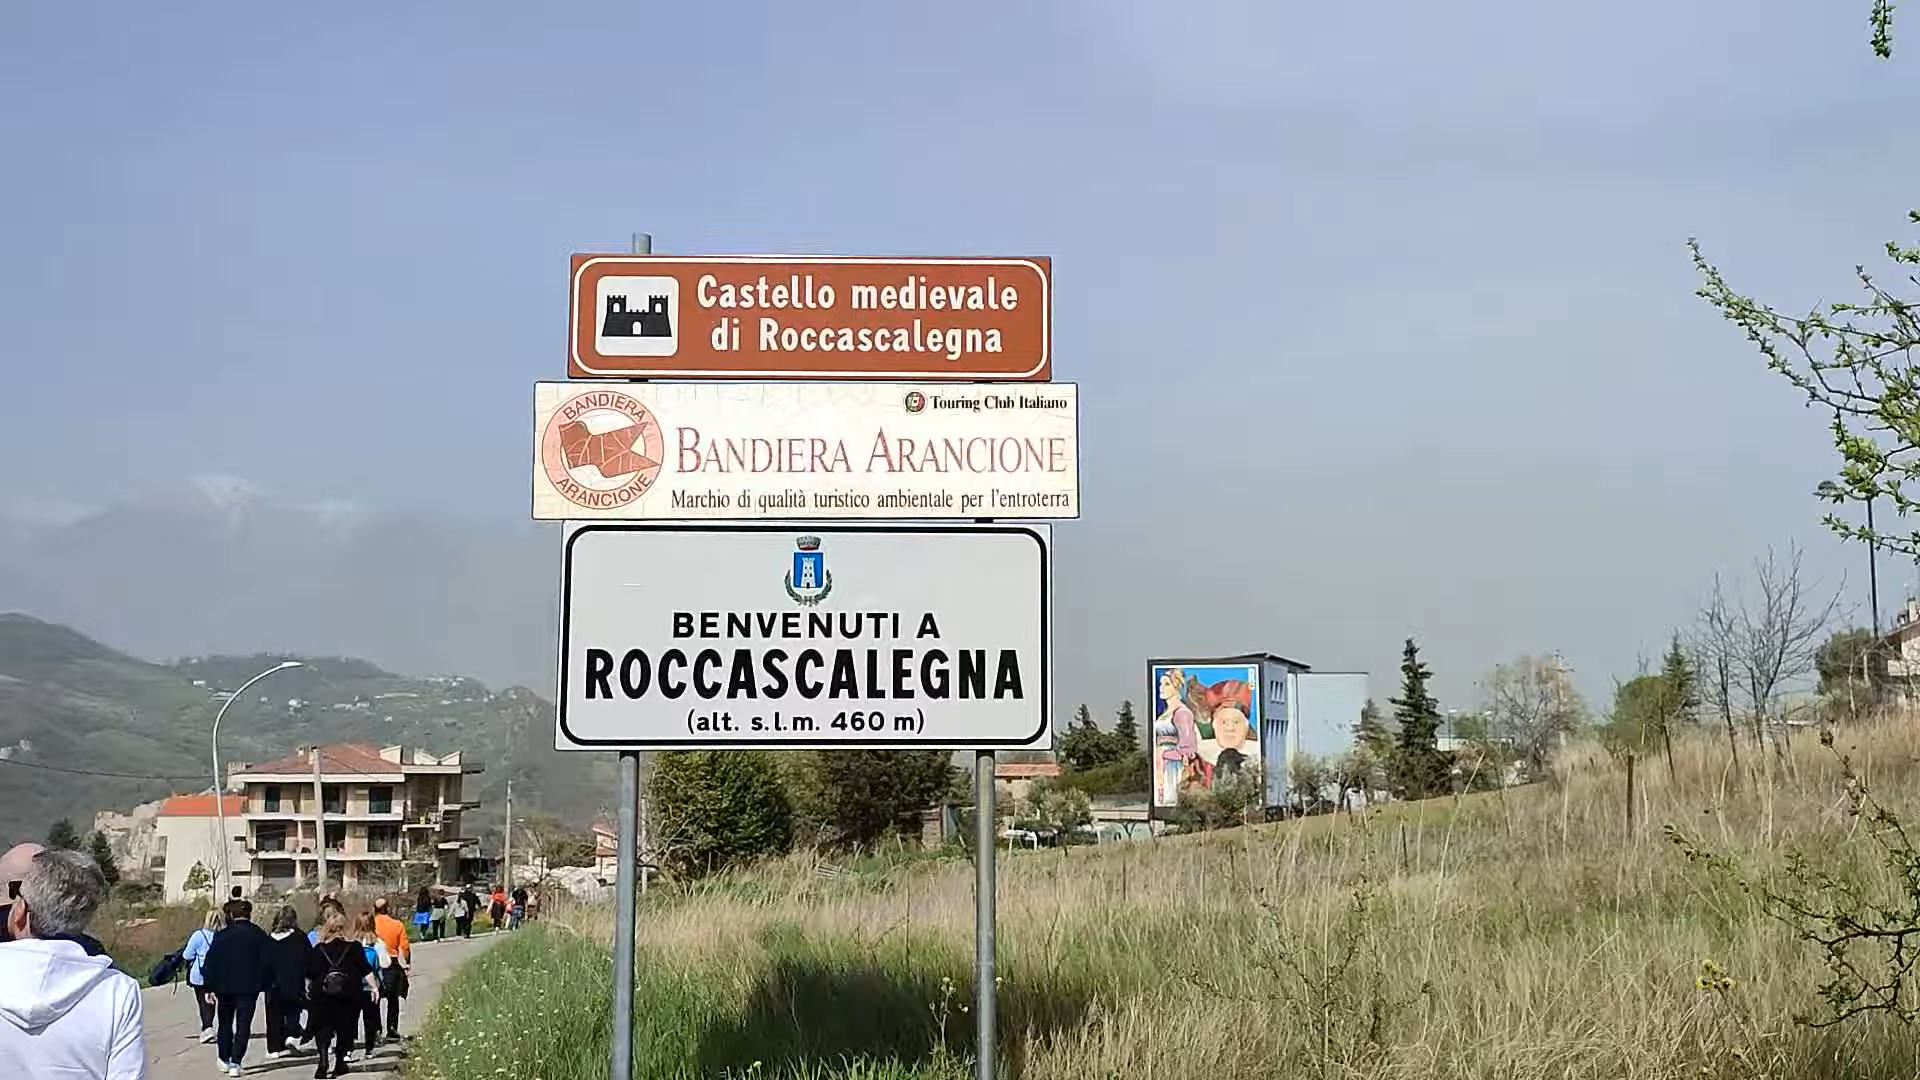 Castello medievale
di Roccascalegna
BANDIERA
ARANCIONE
Touring Club Italiano
BANDIERA ARANCIONE
Marchio di qualità turistico ambientale per l'entroterra
BENVENUTI A
ROCCASCALEGNA
(alt. s.l.m. 460 m)